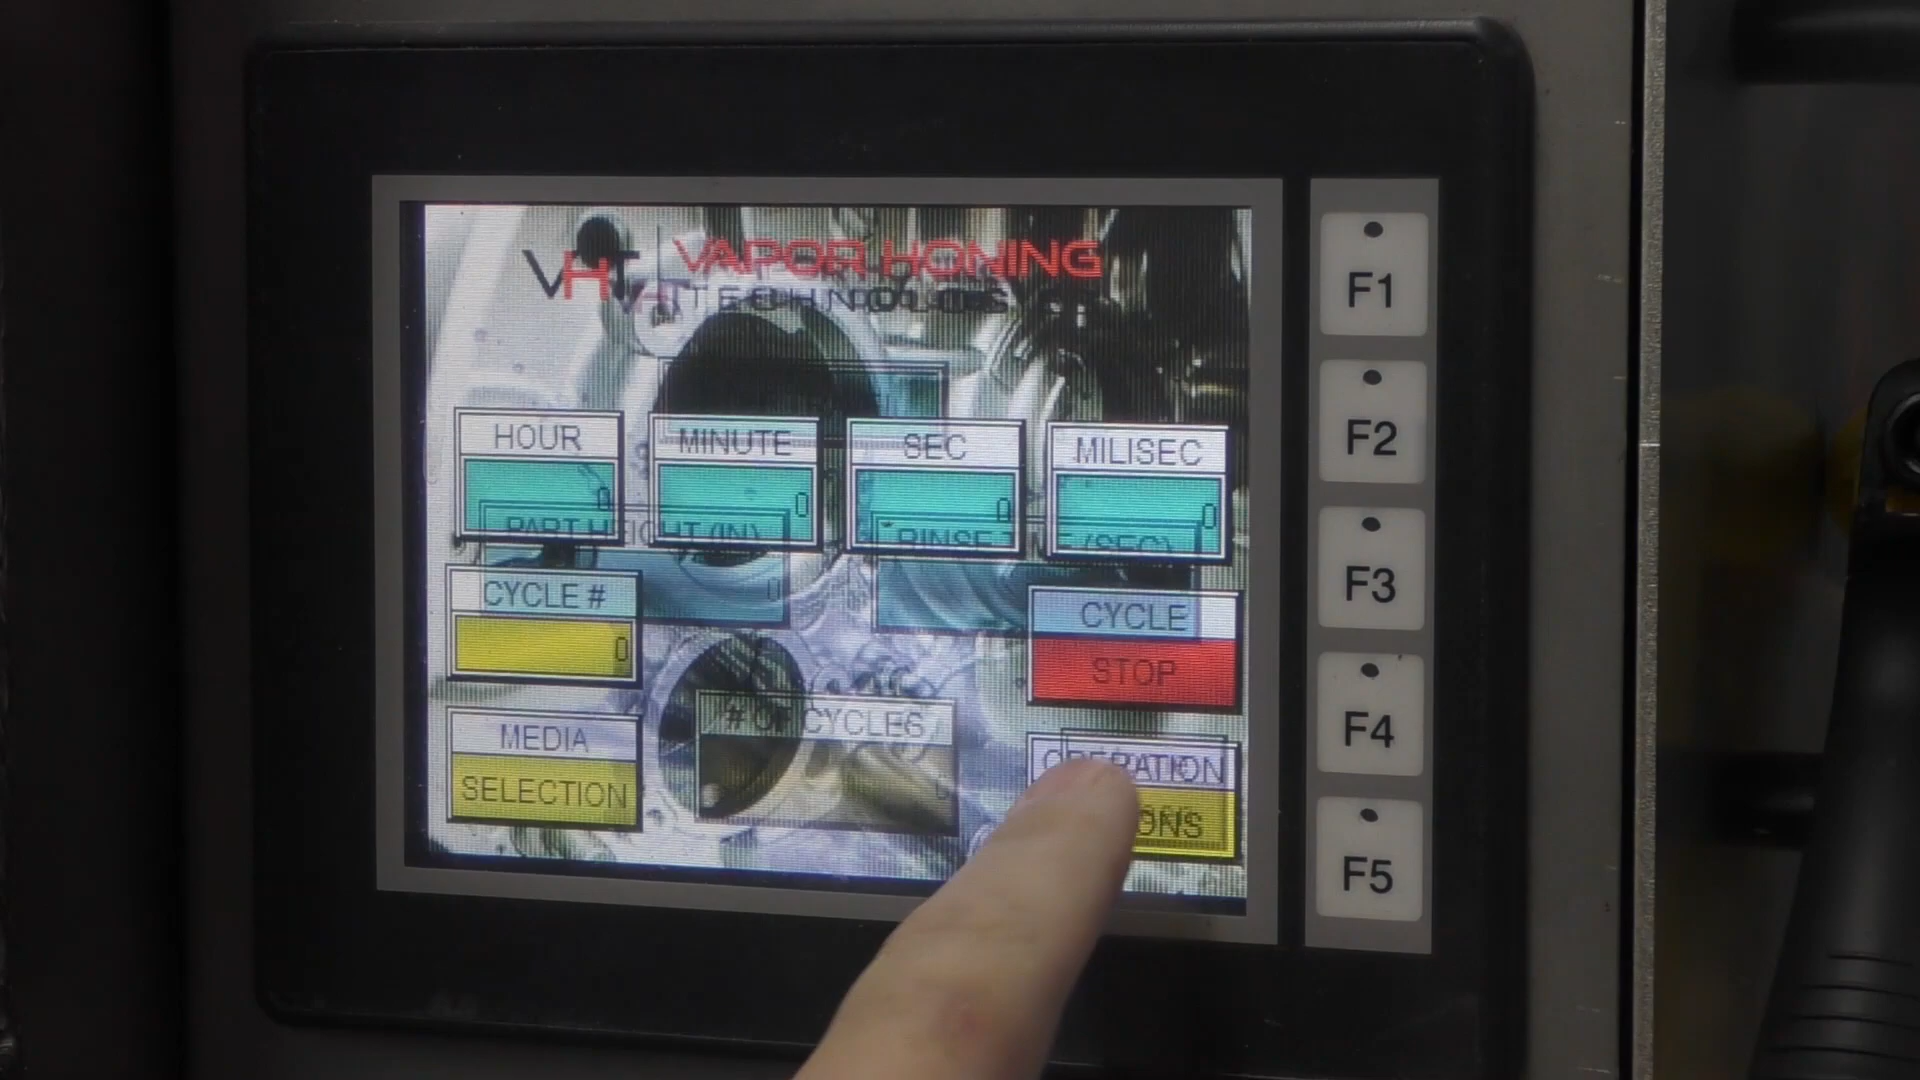 VHT VAPOR HONING
TECHNOLOGIES
HOUR MINUTE SEC MILISEC
0 0 0 0
PART HEIGHT (IN) RINSE TIME (SEC)
0
CYCLE # CYCLE
0 STOP
# OF CYCLES
MEDIA OPERATION
SELECTION
F1
F2
F3
F4
F5